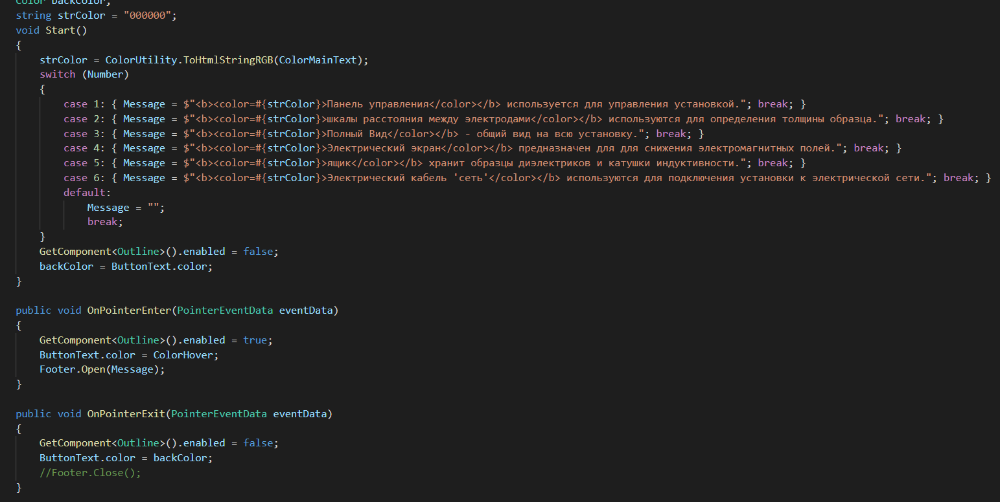 Color backColor;
string strColor = "000000";
void Start()
{
    strColor = ColorUtility.ToHtmlStringRGB(ColorMainText);
    switch (Number)
    {
        case 1: { Message = $"<b><color=#{strColor}>Панель управления</color></b> используется для управления установкой."; break; }
        case 2: { Message = $"<b><color=#{strColor}>шкалы расстояния между электродами</color></b> используются для определения толщины образца."; break; }
        case 3: { Message = $"<b><color=#{strColor}>Полный Вид</color></b> - общий вид на всю установку."; break; }
        case 4: { Message = $"<b><color=#{strColor}>Электрический экран</color></b> предназначен для для снижения электромагнитных полей."; break; }
        case 5: { Message = $"<b><color=#{strColor}>ящик</color></b> хранит образцы диэлектриков и катушки индуктивности."; break; }
        case 6: { Message = $"<b><color=#{strColor}>Электрический кабель 'сеть'</color></b> используются для подключения установки к электрической сети."; break; }
        default:
            Message = "";
            break;
    }
    GetComponent<Outline>().enabled = false;
    backColor = ButtonText.color;
}

public void OnPointerEnter(PointerEventData eventData)
{
    GetComponent<Outline>().enabled = true;
    ButtonText.color = ColorHover;
    Footer.Open(Message);
}

public void OnPointerExit(PointerEventData eventData)
{
    GetComponent<Outline>().enabled = false;
    ButtonText.color = backColor;
    //Footer.Close();
}